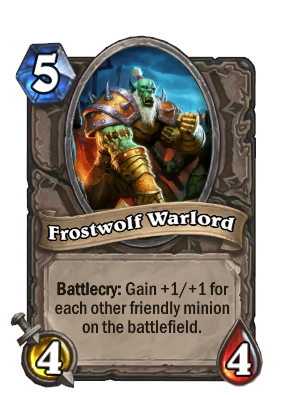 5
Frostwolf Warlord
Battlecry: Gain +1/+1 for
each other friendly minion
on the battlefield.
4
4